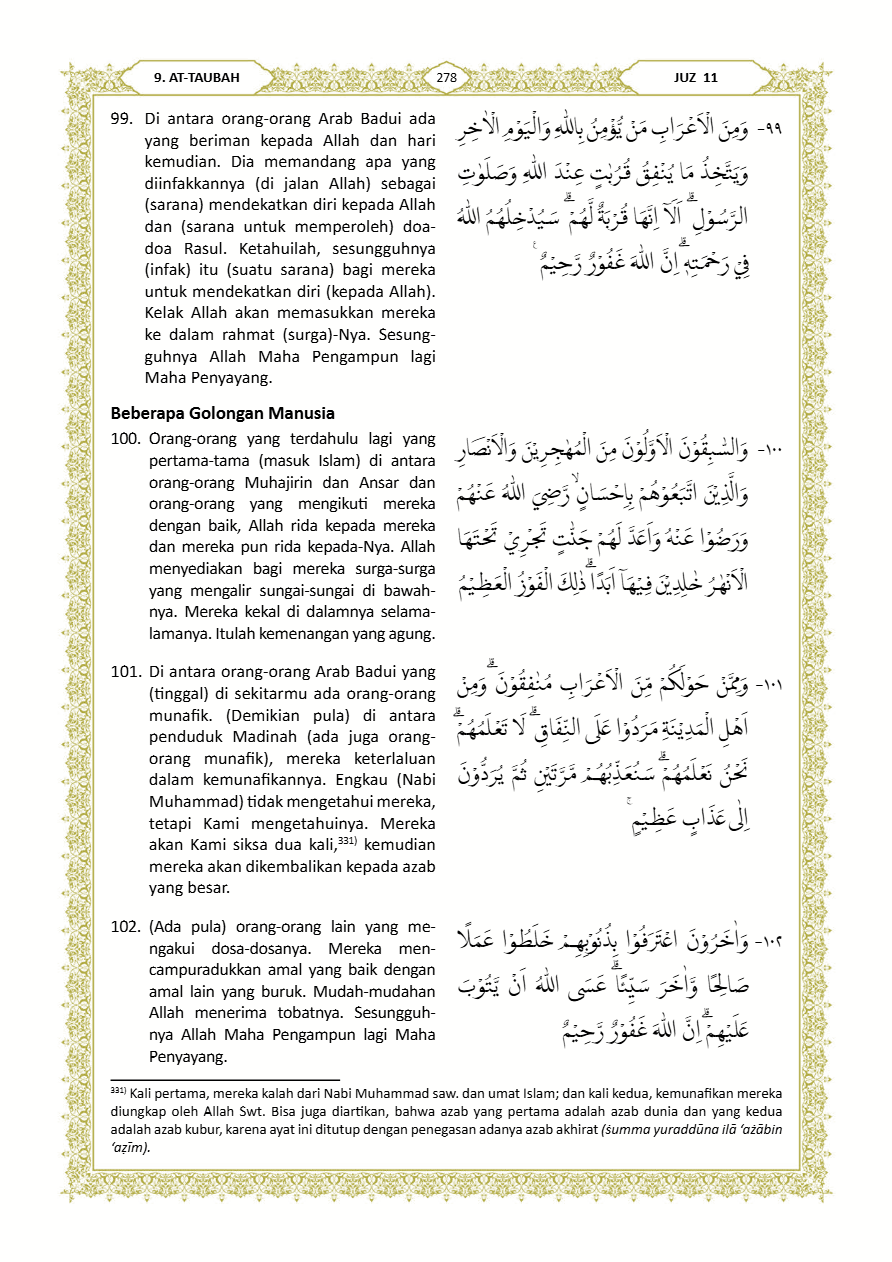 9. AT-TAUBAH
278
JUZ 11
99. Di antara orang-orang Arab Badui ada
yang beriman kepada Allah dan hari
kemudian. Dia memandang apa yang
diinfakkannya (di jalan Allah) sebagai
(sarana) mendekatkan diri kepada Allah
dan (sarana untuk memperoleh) doa-
doa Rasul. Ketahuilah, sesungguhnya
(infak) itu (suatu sarana) bagi mereka
untuk mendekatkan diri (kepada Allah).
Kelak Allah akan memasukkan mereka
ke dalam rahmat (surga)-Nya. Sesung-
guhnya Allah Maha Pengampun lagi
Maha Penyayang.
٩٩- وَمِنَ الْاَعْرَابِ مَنْ يُّؤْمِنُ بِاللّٰهِ وَالْيَوْمِ الْاٰخِرِ
وَيَتَّخِذُ مَا يُنْفِقُ قُرُبٰتٍ عِنْدَ اللّٰهِ وَصَلَوٰتِ
الرَّسُوْلِۗ اَلَآ اِنَّهَا قُرْبَةٌ لَّهُمْۗ سَيُدْخِلُهُمُ اللّٰهُ
فِيْ رَحْمَتِهٖۗ اِنَّ اللّٰهَ غَفُوْرٌ رَّحِيْمٌ ࣖ
Beberapa Golongan Manusia
100. Orang-orang yang terdahulu lagi yang
pertama-tama (masuk Islam) di antara
orang-orang Muhajirin dan Ansar dan
orang-orang yang mengikuti mereka
dengan baik, Allah rida kepada mereka
dan mereka pun rida kepada-Nya. Allah
menyediakan bagi mereka surga-surga
yang mengalir sungai-sungai di bawah-
nya. Mereka kekal di dalamnya selama-
lamanya. Itulah kemenangan yang agung.
١٠٠- وَالسّٰبِقُوْنَ الْاَوَّلُوْنَ مِنَ الْمُهٰجِرِيْنَ وَالْاَنْصَارِ
وَالَّذِيْنَ اتَّبَعُوْهُمْ بِاِحْسَانٍۙ رَّضِيَ اللّٰهُ عَنْهُمْ
وَرَضُوْا عَنْهُ وَاَعَدَّ لَهُمْ جَنّٰتٍ تَجْرِيْ تَحْتَهَا
الْاَنْهٰرُ خٰلِدِيْنَ فِيْهَآ اَبَدًاۗ ذٰلِكَ الْفَوْزُ الْعَظِيْمُ
101. Di antara orang-orang Arab Badui yang
(tinggal) di sekitarmu ada orang-orang
munafik. (Demikian pula) di antara
penduduk Madinah (ada juga orang-
orang munafik), mereka keterlaluan
dalam kemunafikannya. Engkau (Nabi
Muhammad) tidak mengetahui mereka,
tetapi Kami mengetahuinya. Mereka
akan Kami siksa dua kali,³³¹⁾ kemudian
mereka akan dikembalikan kepada azab
yang besar.
١٠١- وَمِمَّنْ حَوْلَكُمْ مِّنَ الْاَعْرَابِ مُنٰفِقُوْنَۗ وَمِنْ
اَهْلِ الْمَدِيْنَةِ مَرَدُوْا عَلَى النِّفَاقِۗ لَا تَعْلَمُهُمْۗ
نَحْنُ نَعْلَمُهُمْۗ سَنُعَذِّبُهُمْ مَّرَّتَيْنِ ثُمَّ يُرَدُّوْنَ
اِلٰى عَذَابٍ عَظِيْمٍ ۚ
102. (Ada pula) orang-orang lain yang me-
ngakui dosa-dosanya. Mereka men-
campuradukkan amal yang baik dengan
amal lain yang buruk. Mudah-mudahan
Allah menerima tobatnya. Sesungguh-
nya Allah Maha Pengampun lagi Maha
Penyayang.
١٠٢- وَاٰخَرُوْنَ اعْتَرَفُوْا بِذُنُوْبِهِمْ خَلَطُوْا عَمَلًا
صَالِحًا وَّاٰخَرَ سَيِّئًاۗ عَسَى اللّٰهُ اَنْ يَّتُوْبَ
عَلَيْهِمْۗ اِنَّ اللّٰهَ غَفُوْرٌ رَّحِيْمٌ
³³¹⁾ Kali pertama, mereka kalah dari Nabi Muhammad saw. dan umat Islam; dan kali kedua, kemunafikan mereka
diungkap oleh Allah Swt. Bisa juga diartikan, bahwa azab yang pertama adalah azab dunia dan yang kedua
adalah azab kubur, karena ayat ini ditutup dengan penegasan adanya azab akhirat (ṡumma yuraddūna ilā ‘ażābin
‘aẓīm).